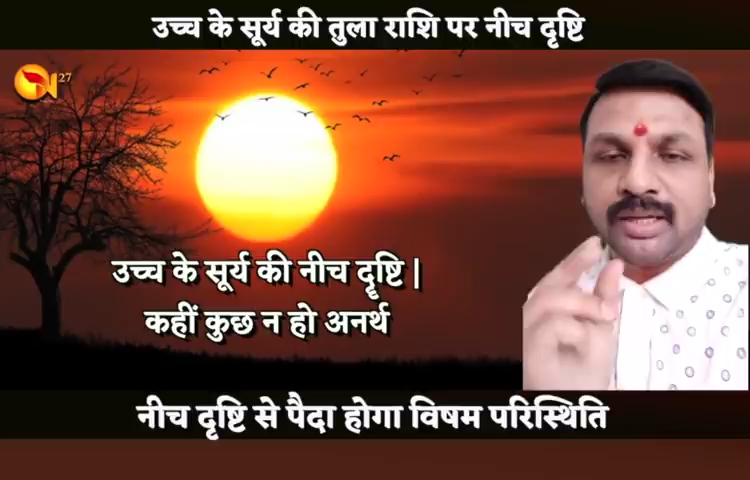 उच्च के सूर्य की तुला राशि पर नीच दृष्टि
27
उच्च के सूर्य की नीच दृष्टि |
कहीं कुछ न हो अनर्थ
नीच दृष्टि से पैदा होगा विषम परिस्थिति